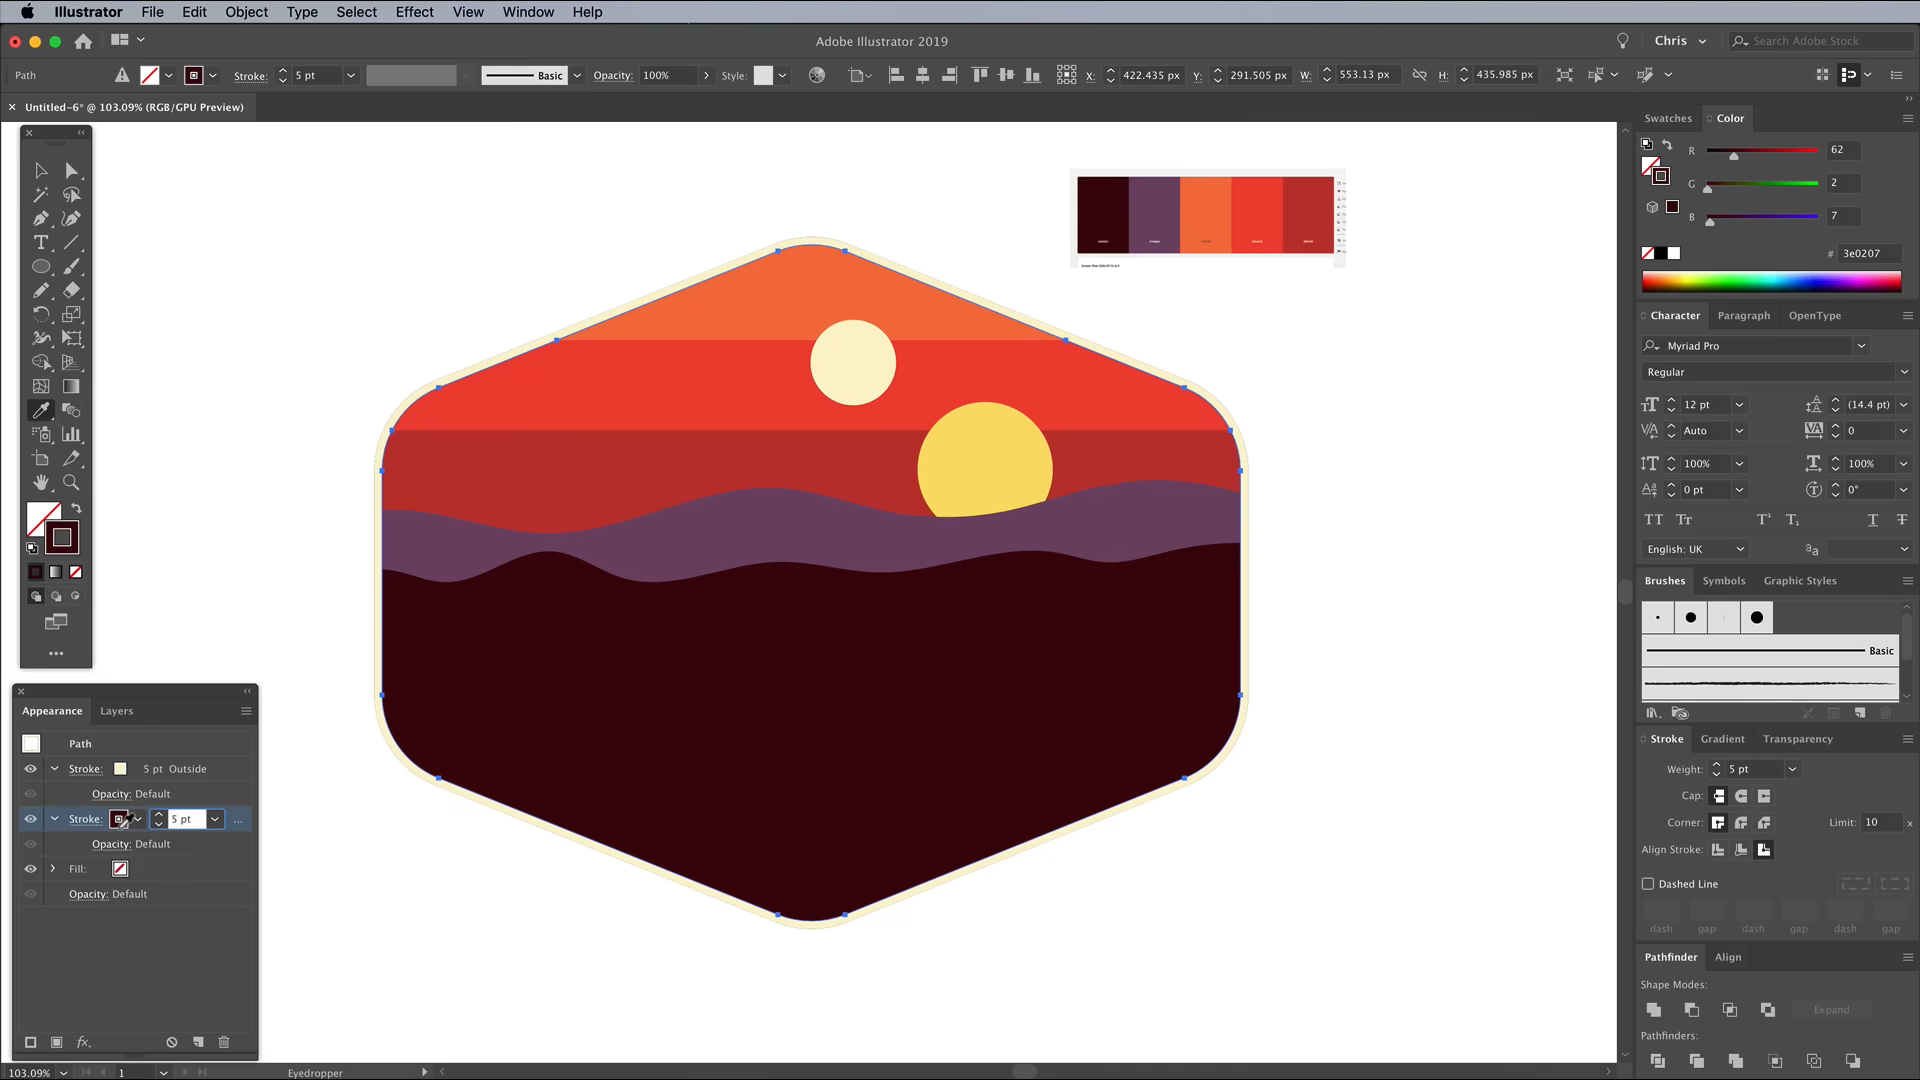 Illustrator File Edit Object Type Select Effect View Window Help
Adobe Illustrator 2019
Chris
Search Adobe Stock
Path
Stroke: 5 pt
Basic
Opacity: 100%
Style:
X: 422.435 px
Y: 291.505 px
W: 553.13 px
H: 435.985 px
Untitled-6* @ 103.09% (RGB/GPU Preview)
Swatches Color
R 62
G 2
B 7
# 3e0207
Character Paragraph OpenType
Myriad Pro
Regular
12 pt (14.4 pt)
Auto 0
100% 100%
0 pt 0°
English: UK
Brushes Symbols Graphic Styles
Basic
Stroke Gradient Transparency
Weight: 5 pt
Cap:
Corner: Limit: 10 x
Align Stroke:
Dashed Line
dash gap dash gap dash gap
Pathfinder Align
Shape Modes:
Expand
Pathfinders:
Appearance Layers
Path
Stroke: 5 pt Outside
Opacity: Default
Stroke: 5 pt
Opacity: Default
Fill:
Opacity: Default
fx.
103.09% 1 Eyedropper